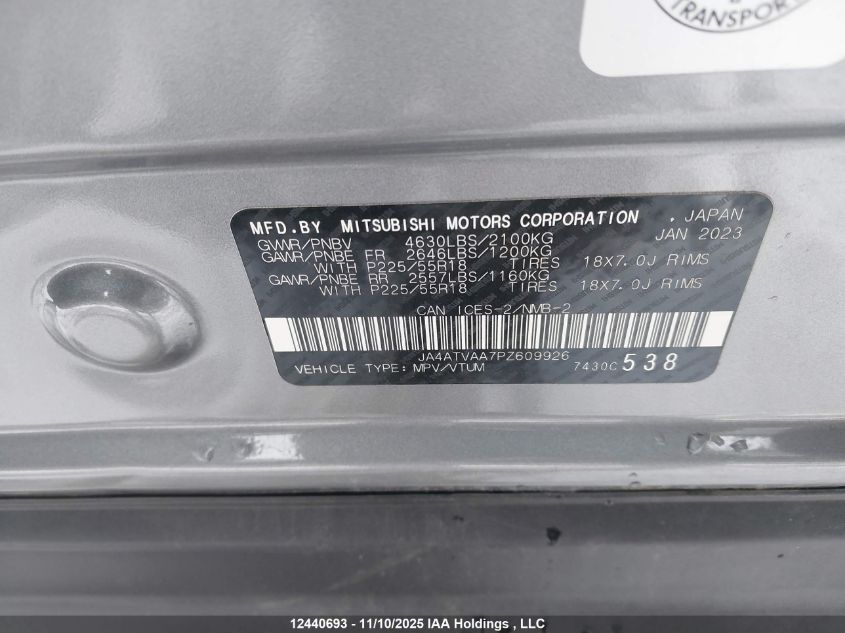 TRANSPORT
MFD.BY MITSUBISHI MOTORS CORPORATION . JAPAN
GVWR/PNBV 4630LBS/2100KG JAN 2023
GAWR/PNBE FR 2646LBS/1200KG
WITH P225/55R18 TIRES 18X7.0J RIMS
GAWR/PNBE RR 2557LBS/1160KG
WITH P225/55R18 TIRES 18X7.0J RIMS
CAN ICES-2/NMB-2
JA4ATVAA7PZ609926
VEHICLE TYPE: MPV/VTUM 7430C 538
12440693 - 11/10/2025 IAA Holdings , LLC